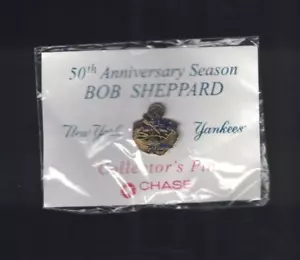 50th Anniversary Season
BOB SHEPPARD
New York Yankees
Collector's Pin
CHASE